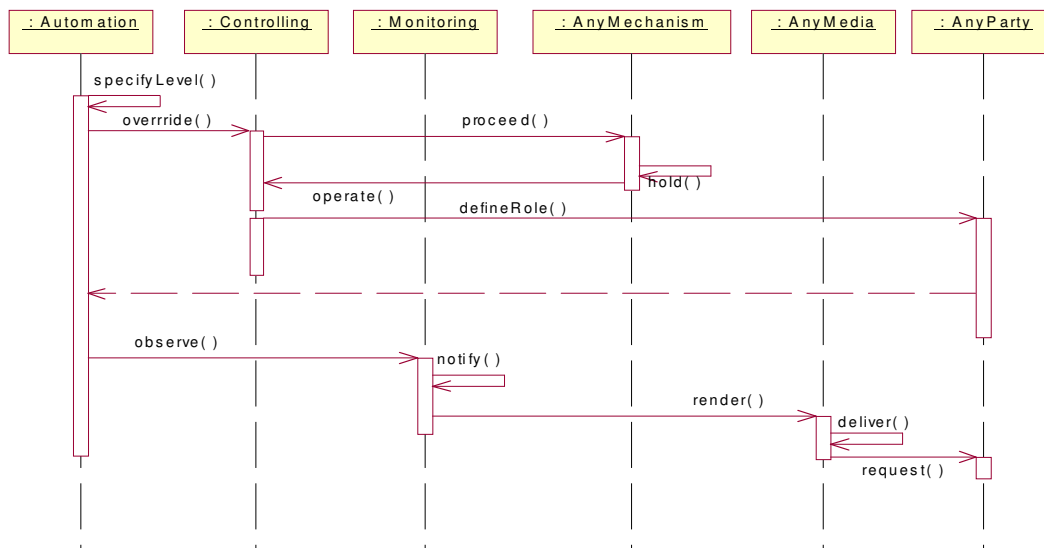 : Automation
: Controlling
: Monitoring
: AnyMechanism
: AnyMedia
: AnyParty
specifyLevel( )
overrride( )
proceed( )
hold( )
operate( )
defineRole( )
observe( )
notify( )
render( )
deliver( )
request( )